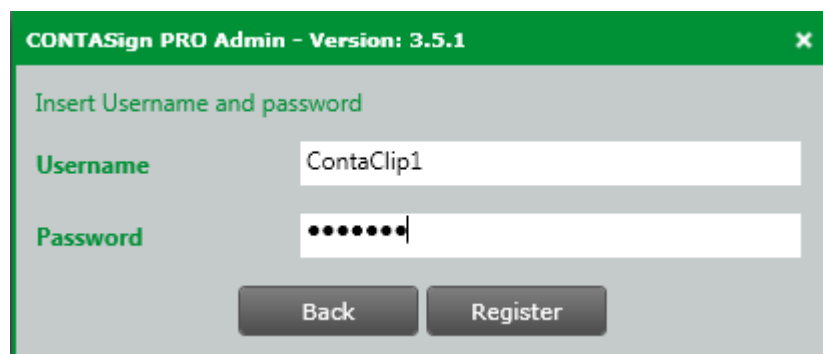 CONTASign PRO Admin - Version: 3.5.1
Insert Username and password
Username ContaClip1
Password •••••••
Back Register